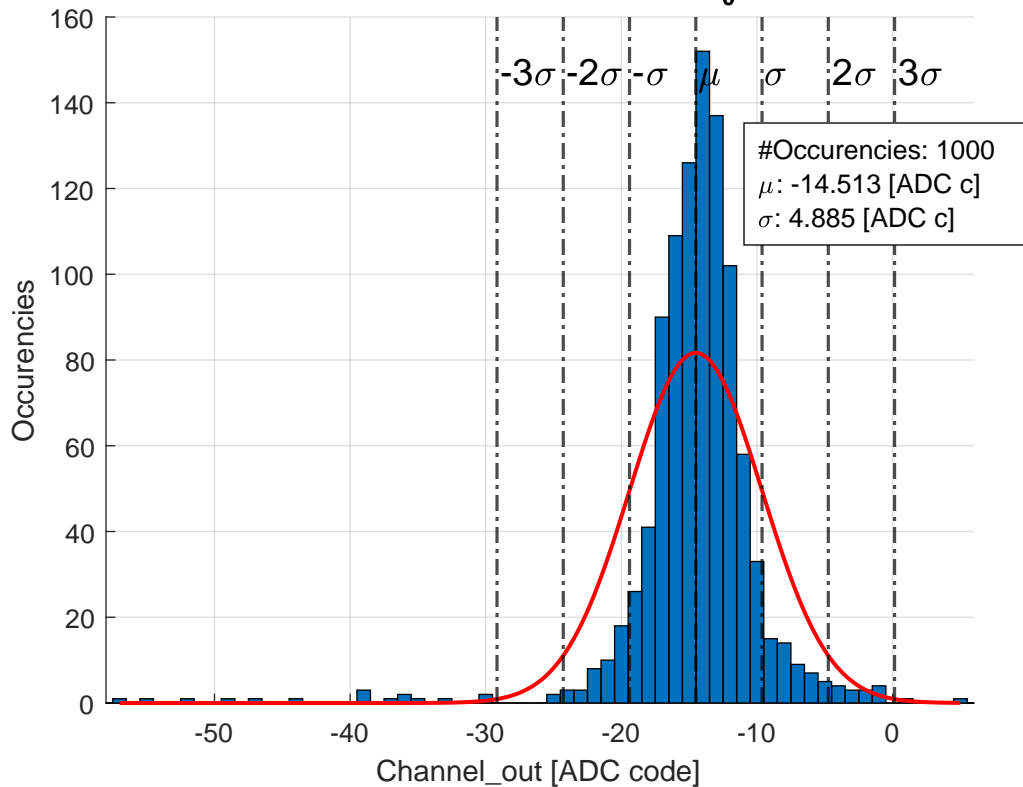 160
140
120
100
80
60
40
20
0
-3σ
-2σ
-σ
μ
σ
2σ
3σ
#Occurencies: 1000
μ: -14.513 [ADC c]
σ: 4.885 [ADC c]
Occurencies
-50
-40
-30
-20
-10
0
Channel_out [ADC code]